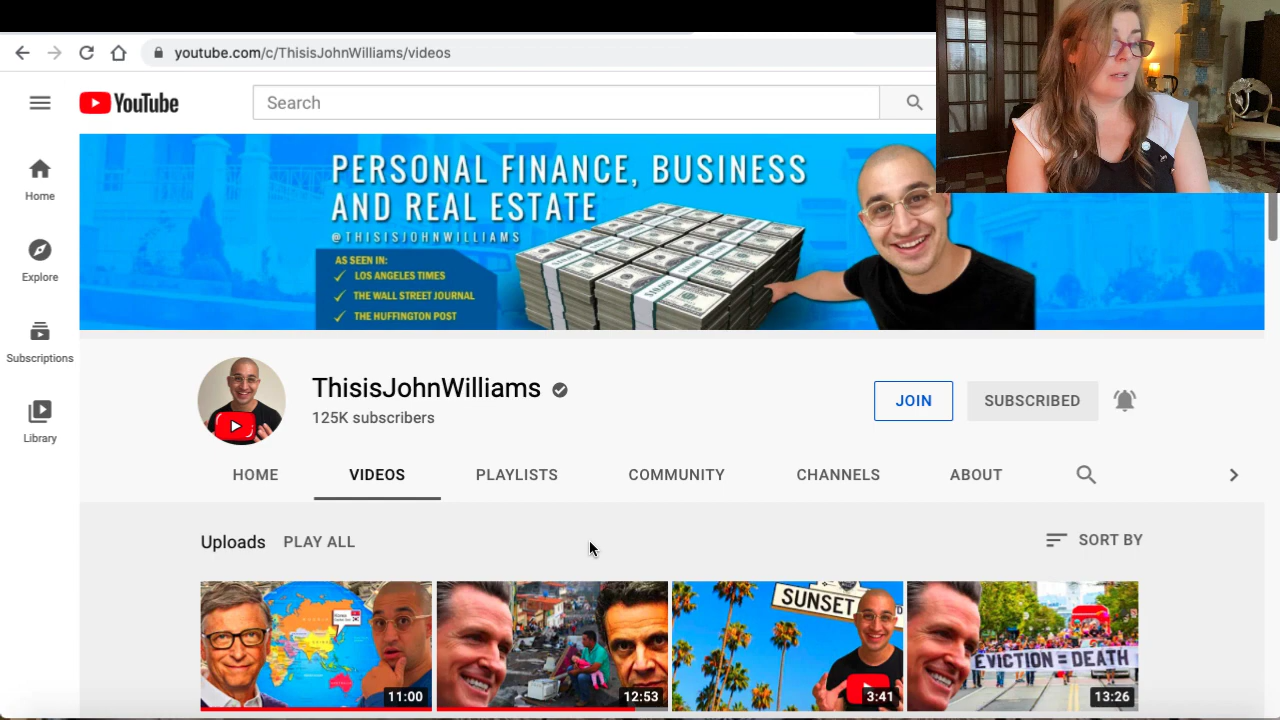 youtube.com/c/ThisisJohnWilliams/videos
YouTube
Search
PERSONAL FINANCE, BUSINESS
AND REAL ESTATE
@THISISJOHNWILLIAMS
AS SEEN IN:
LOS ANGELES TIMES
THE WALL STREET JOURNAL
THE HUFFINGTON POST
Home
Explore
Subscriptions
Library
ThisisJohnWilliams
125K subscribers
JOIN
SUBSCRIBED
HOME
VIDEOS
PLAYLISTS
COMMUNITY
CHANNELS
ABOUT
Uploads
PLAY ALL
SORT BY
11:00
12:53
SUNSET
3:41
EVICTION = DEATH
13:26